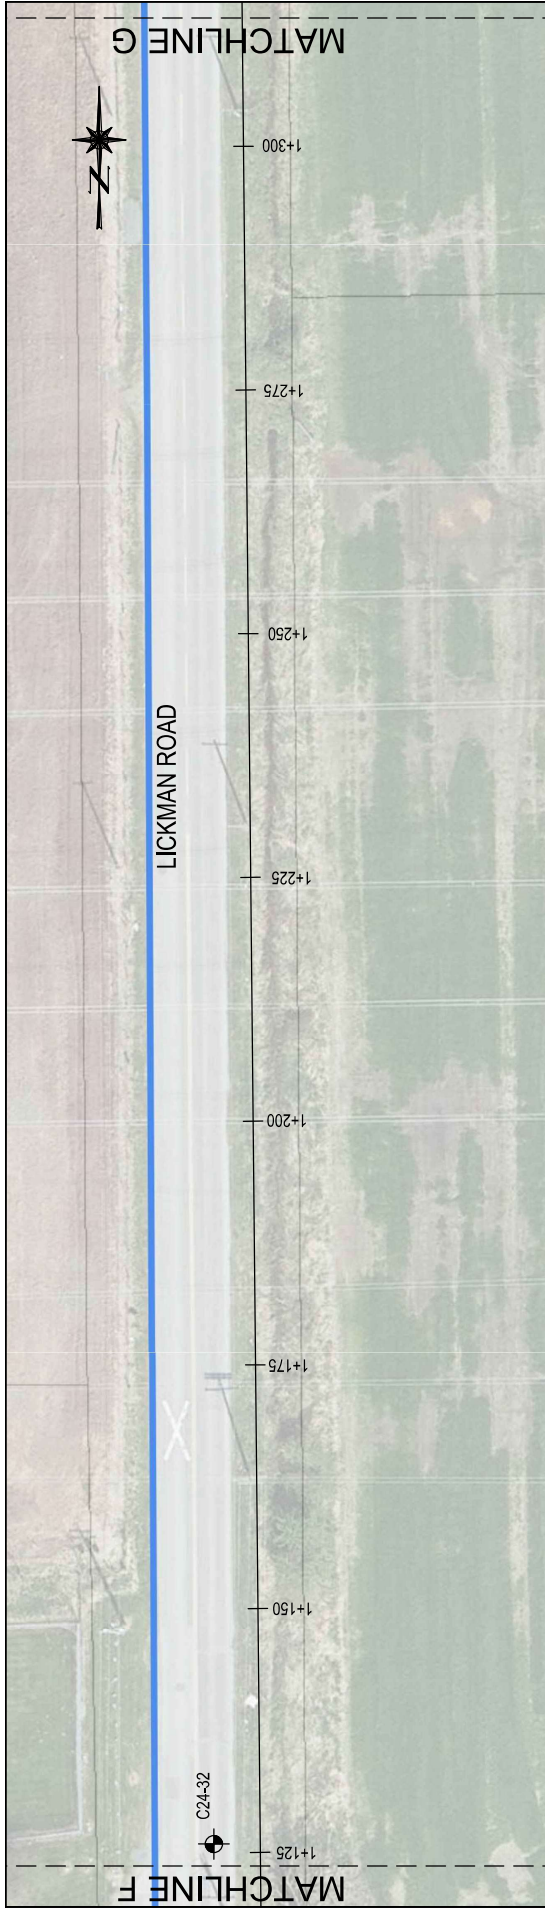 MATCHLINE G
N
1+300
1+275
1+250
LICKMAN ROAD
1+225
1+200
1+175
1+150
C24-32
1+125
MATCHLINE F